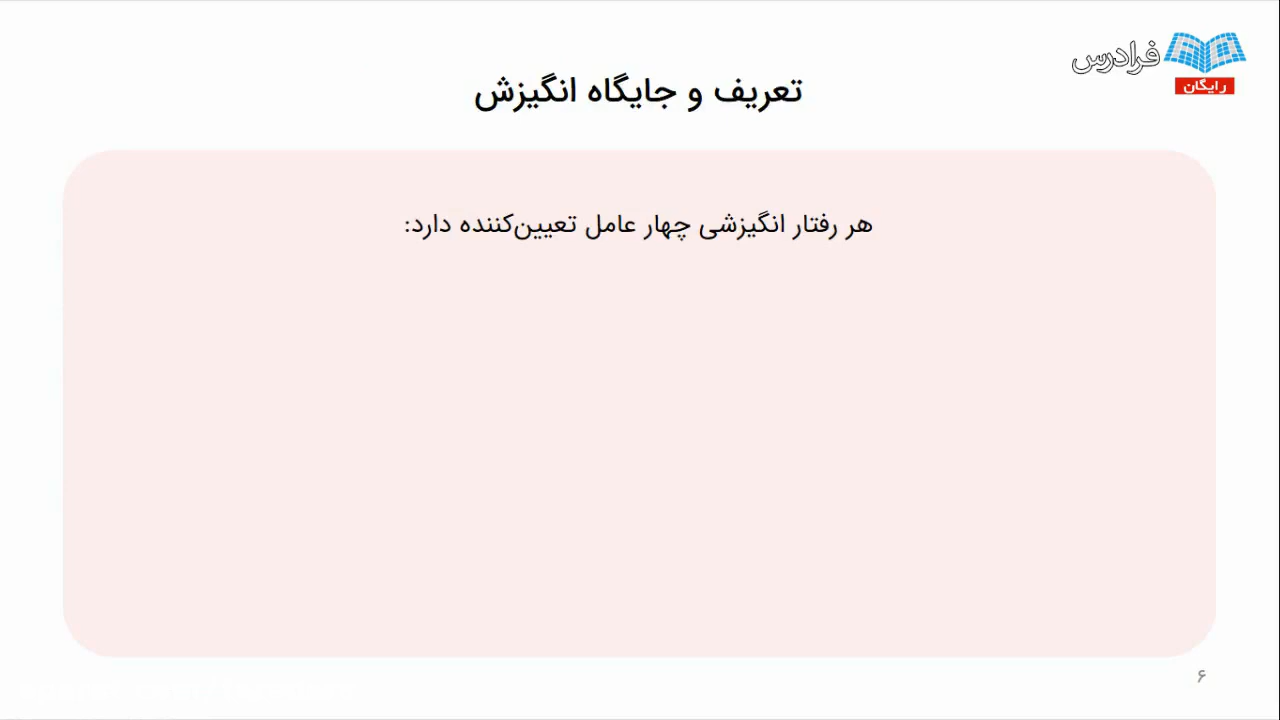 فرادرس
رایگان
تعریف و جایگاه انگیزش
هر رفتار انگیزشی چهار عامل تعیین‌کننده دارد:
۶